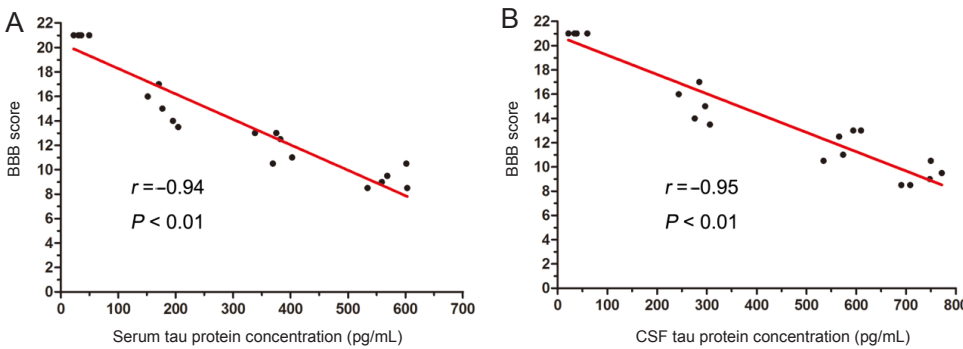 A
BBB score
22
20
18
16
14
12
10
8
6
4
2
0
r = −0.94
P < 0.01
0 100 200 300 400 500 600 700
Serum tau protein concentration (pg/mL)
B
BBB score
22
20
18
16
14
12
10
8
6
4
2
0
r = −0.95
P < 0.01
0 100 200 300 400 500 600 700 800
CSF tau protein concentration (pg/mL)